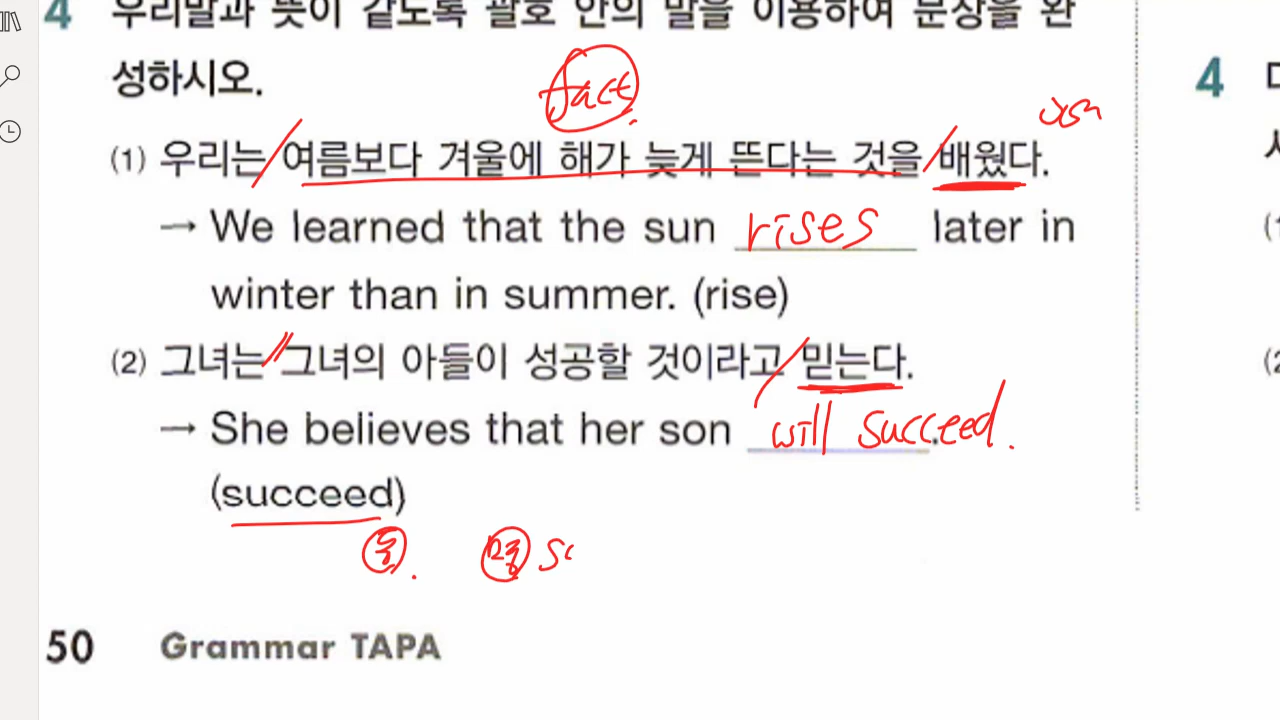 4 우리말과 뜻이 같도록 괄호 안의 말을 이용하여 문장을 완
성하시오.
fact.
4
(1) 우리는/여름보다 겨울에 해가 늦게 뜬다는 것을/배웠다.
→ We learned that the sun rises later in
winter than in summer. (rise)
(2) 그녀는//그녀의 아들이 성공할 것이라고/믿는다.
→ She believes that her son will succeed.
(succeed)
동.
명 su
50 Grammar TAPA